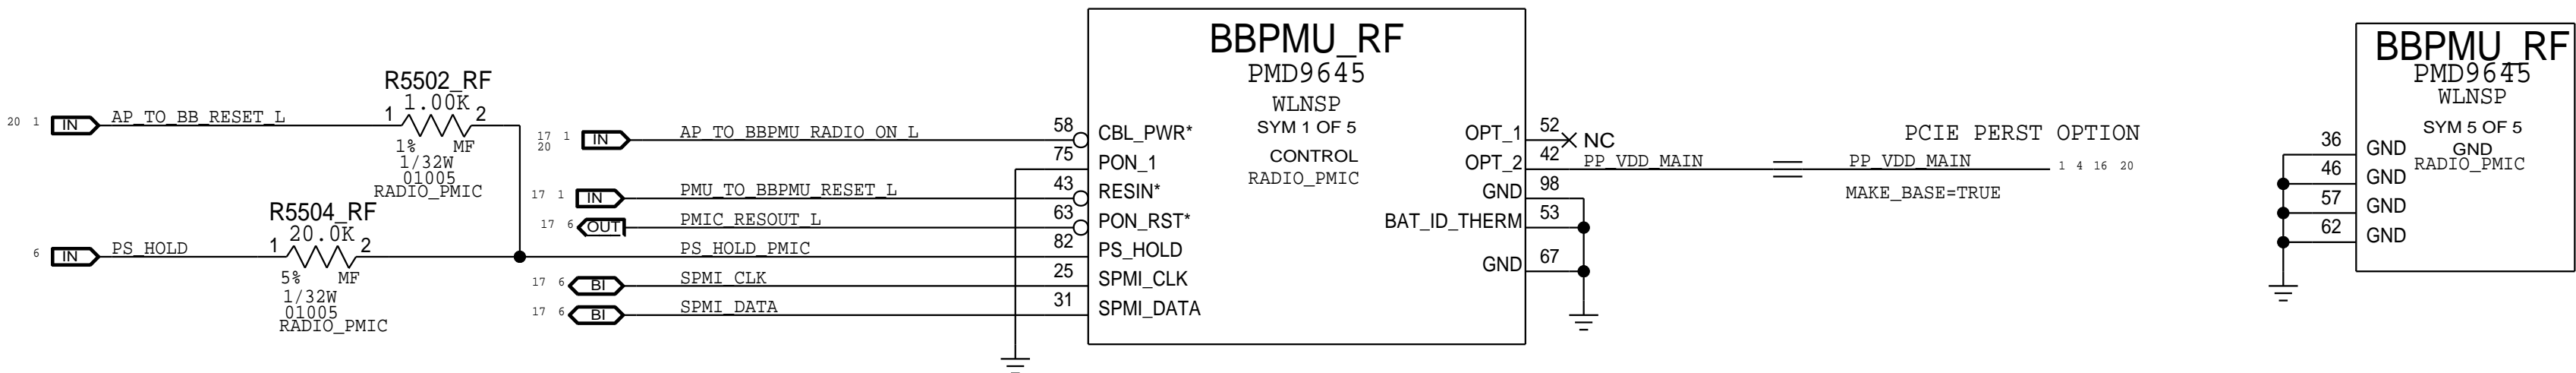 BBPMU_RF
PMD9645
WLNSP
SYM 1 OF 5
CONTROL
RADIO_PMIC
R5502_RF
1.00K
1 2
1% MF
1/32W
01005
RADIO_PMIC
20 1 IN AP_TO_BB_RESET_L
R5504_RF
20.0K
1 2
5% MF
1/32W
01005
RADIO_PMIC
6 IN PS_HOLD
17 1 IN AP_TO_BBPMU_RADIO_ON_L 58 CBL_PWR*
20
75 PON_1
17 1 IN PMU_TO_BBPMU_RESET_L 43 RESIN*
17 6 OUT PMIC_RESOUT_L 63 PON_RST*
PS_HOLD_PMIC 82 PS_HOLD
17 6 BI SPMI_CLK 25 SPMI_CLK
17 6 BI SPMI_DATA 31 SPMI_DATA
OPT_1 52 NC
OPT_2 42 PP_VDD_MAIN PP_VDD_MAIN 1 4 16 20
GND 98
BAT_ID_THERM 53
GND 67
PCIE PERST OPTION
MAKE_BASE=TRUE
BBPMU_RF
PMD9645
WLNSP
SYM 5 OF 5
GND
RADIO_PMIC
36 GND
46 GND
57 GND
62 GND